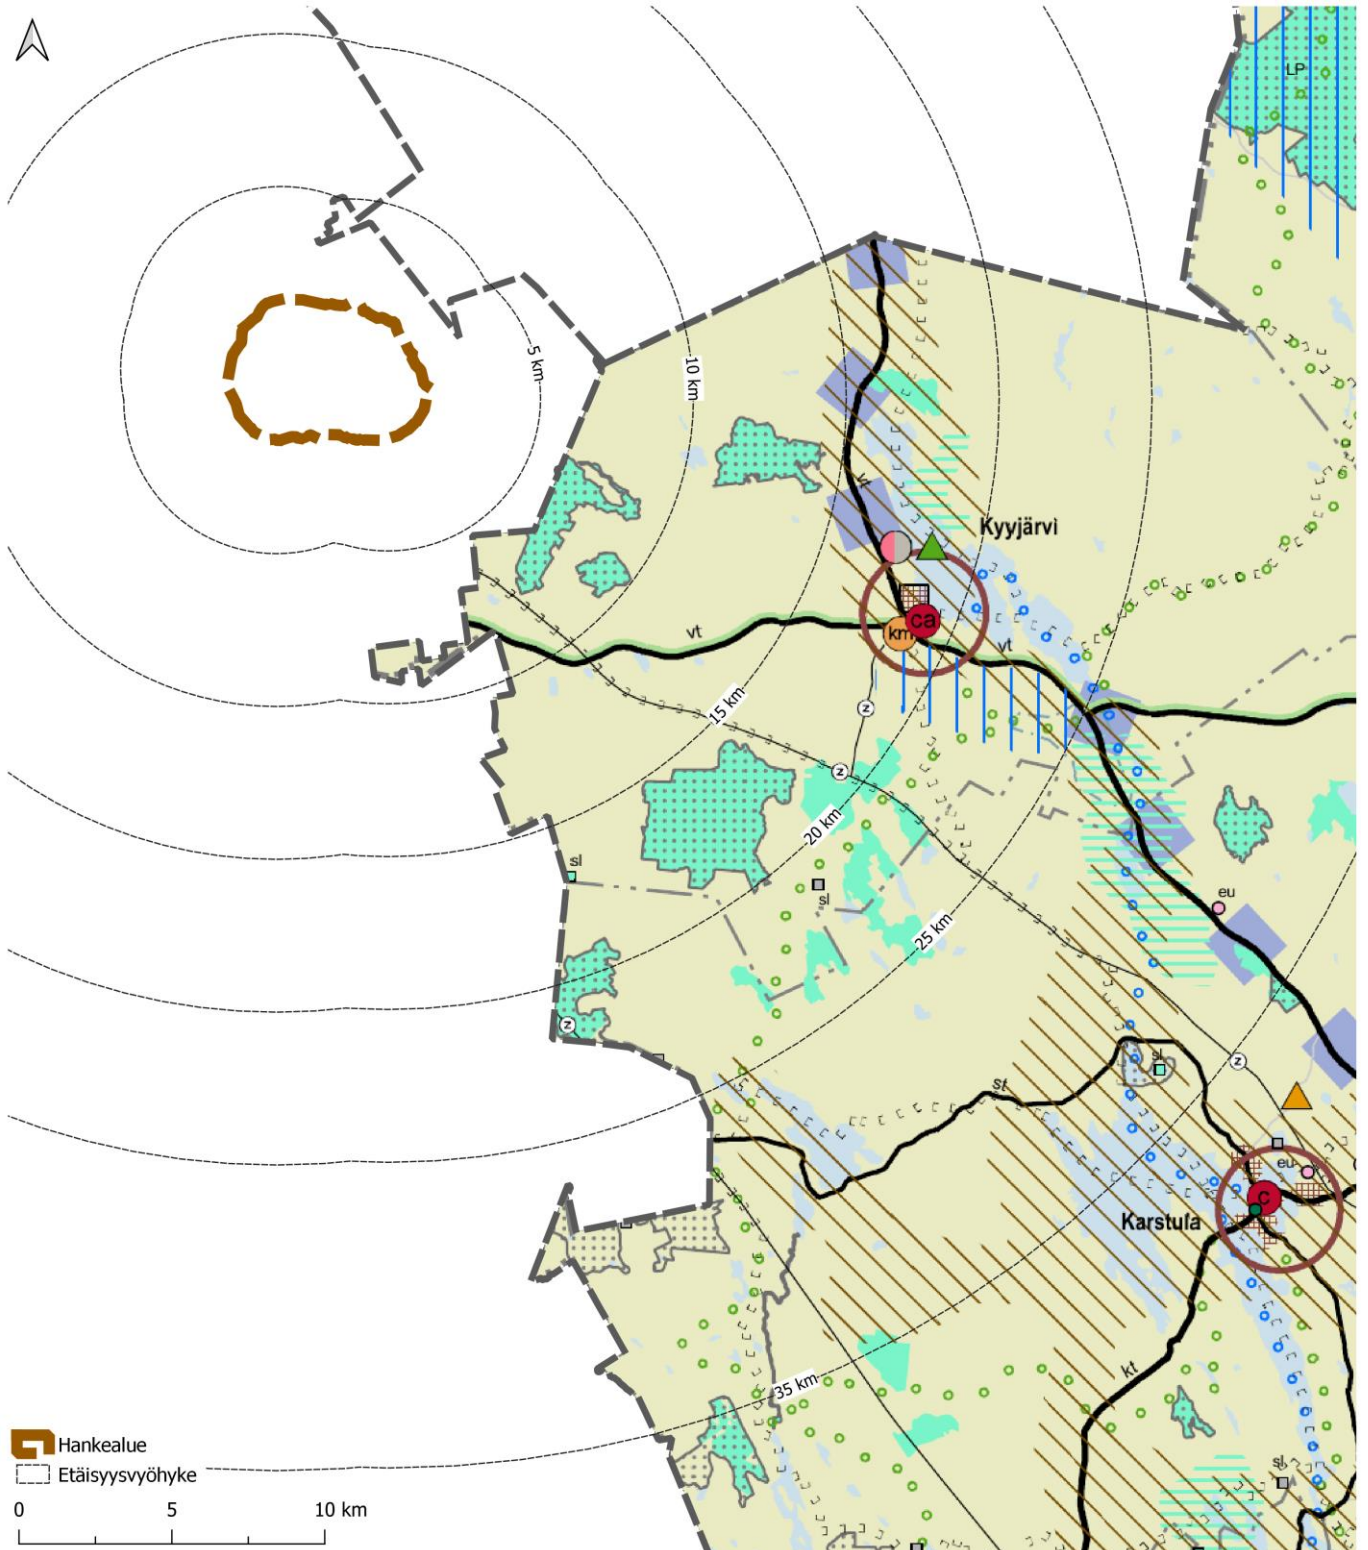 LP
5 km
10 km
vt
Kyyjärvi
ca
km
vt
vt
15 km
z
z
20 km
sl
sl
eu
25 km
z
z
sl
st
eu
c
Karstula
kt
35 km
sl
Hankealue
Etäisyysvyöhyke
0 5 10 km